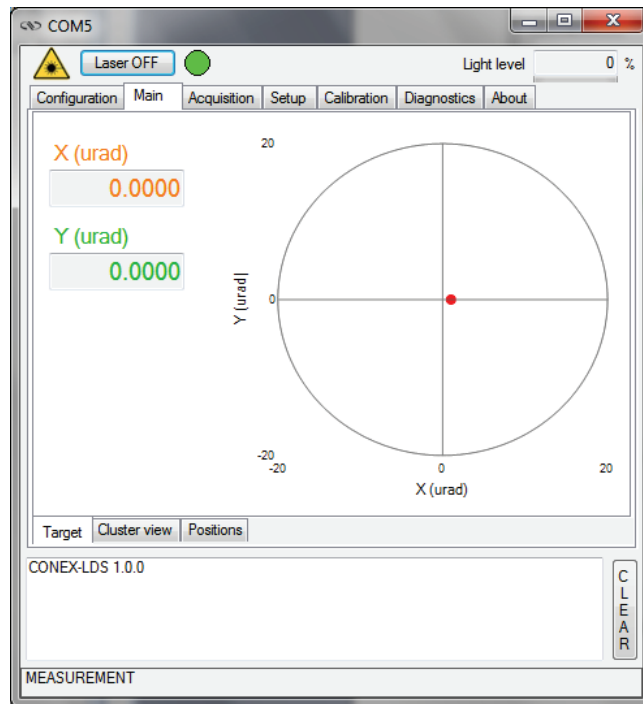 COM5
Laser OFF
Light level 0 %
Configuration Main Acquisition Setup Calibration Diagnostics About
X (urad)
0.0000
Y (urad)
0.0000
20
Y (urad|
0
-20
-20 0 20
X (urad)
Target Cluster view Positions
CONEX-LDS 1.0.0
CLEAR
MEASUREMENT